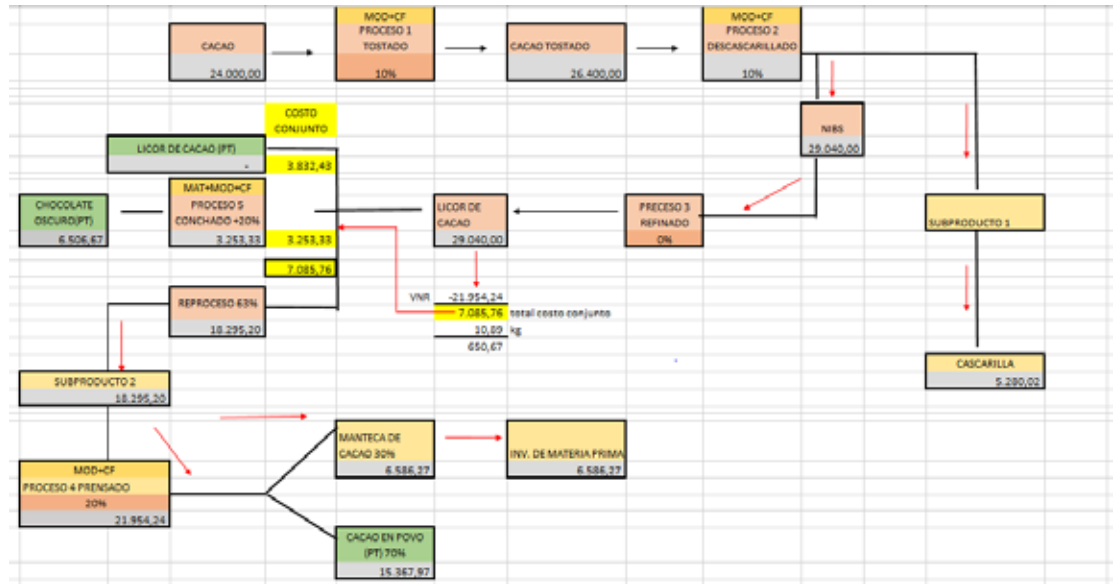 MOD+CF
PROCESO 1
TOSTADO
10%
CACAO
24.000,00
CACAO TOSTADO
26.400,00
MOD+CF
PROCESO 2
DESCASCARILLADO
10%
COSTO
CONJUNTO
NIBS
29.040,00
LICOR DE CACAO (PT)
-
3.832,43
CHOCOLATE
OSCURO(PT)
6.506,67
MAT+MOD+CF
PROCESO 5
CONCHADO +20%
3.253,33
3.253,33
LICOR DE
CACAO
29.040,00
PRECESO 3
REFINADO
0%
SUBPRODUCTO 1
7.085,76
REPROCESO 63%
18.295,20
VNR -21.954,24
7.085,76 total costo conjunto
10,89 kg
650,67
SUBPRODUCTO 2
18.295,20
CASCARILLA
5.280,02
MANTECA DE
CACAO 30%
6.586,27
INV. DE MATERIA PRIMA
6.586,27
MOD+CF
PROCESO 4 PRENSADO
20%
21.954,24
CACAO EN POVO
(PT) 70%
15.367,97